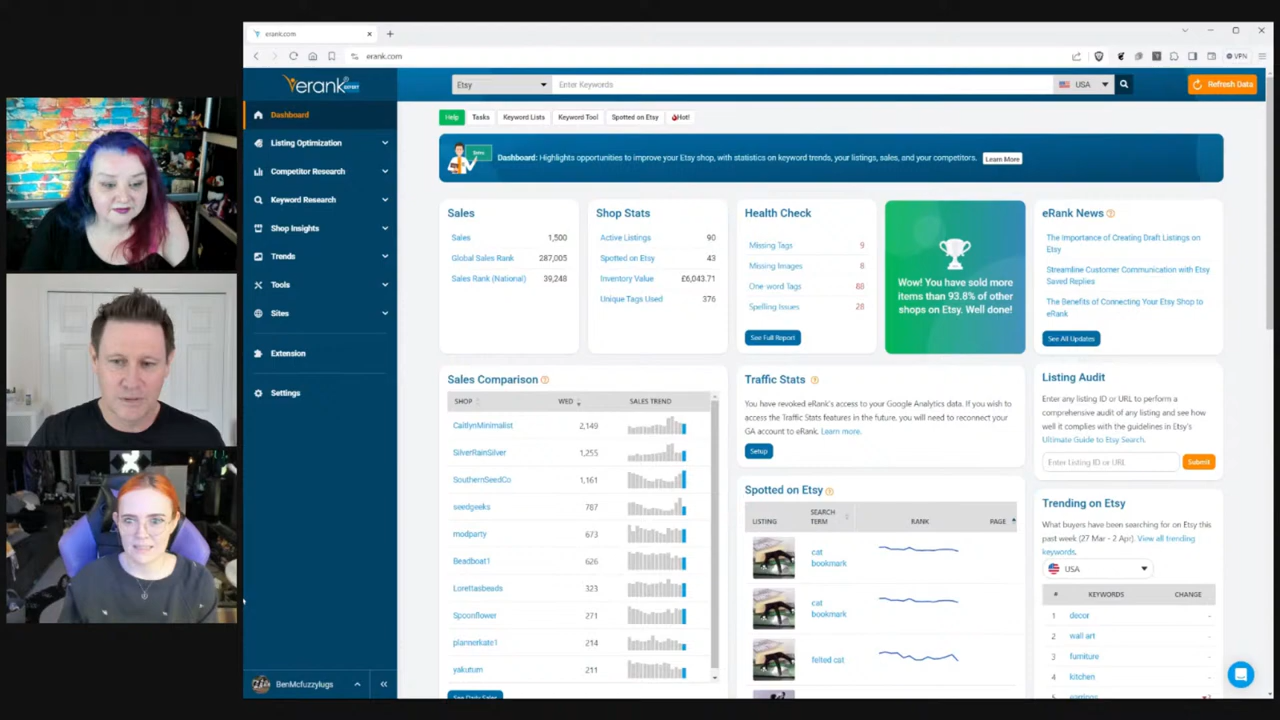 erank.com
erank.com
VPN
erank® EXPERT
Etsy
Enter Keywords
USA
Refresh Data
Dashboard
Listing Optimization
Competitor Research
Keyword Research
Shop Insights
Trends
Tools
Sites
Extension
Settings
BenMcfuzzylugs
Help Tasks Keyword Lists Keyword Tool Spotted on Etsy Hot!
Dashboard: Highlights opportunities to improve your Etsy shop, with statistics on keyword trends, your listings, sales, and your competitors. Learn More
Sales
Sales 1,500
Global Sales Rank 287,005
Sales Rank (National) 39,248
Shop Stats
Active Listings 90
Spotted on Etsy 43
Inventory Value £6,043.71
Unique Tags Used 376
Health Check
Missing Tags 9
Missing Images 8
One-word Tags 88
Spelling Issues 28
See Full Report
Wow! You have sold more
items than 93.8% of other
shops on Etsy. Well done!
eRank News
The Importance of Creating Draft Listings on
Etsy
Streamline Customer Communication with Etsy
Saved Replies
The Benefits of Connecting Your Etsy Shop to
eRank
See All Updates
Sales Comparison
SHOP WED SALES TREND
CaitlynMinimalist 2,149
SilverRainSilver 1,255
SouthernSeedCo 1,161
seedgeeks 787
modparty 673
Beadboat1 626
Lorettasbeads 323
Spoonflower 271
plannerkate1 214
yakutum 211
See Daily Sales
Traffic Stats
You have revoked eRank's access to your Google Analytics data. If you wish to
access the Traffic Stats features in the future, you will need to reconnect your
GA account to eRank. Learn more.
Setup
Spotted on Etsy
LISTING SEARCH TERM RANK PAGE
cat
bookmark
cat
bookmark
felted cat
Listing Audit
Enter any listing ID or URL to perform a
comprehensive audit of any listing and see how
well it complies with the guidelines in Etsy's
Ultimate Guide to Etsy Search.
Enter Listing ID or URL Submit
Trending on Etsy
What buyers have been searching for on Etsy this
past week (27 Mar - 2 Apr). View all trending
keywords.
USA
# KEYWORDS CHANGE
1 decor -
2 wall art -
3 furniture -
4 kitchen -
5 earrings